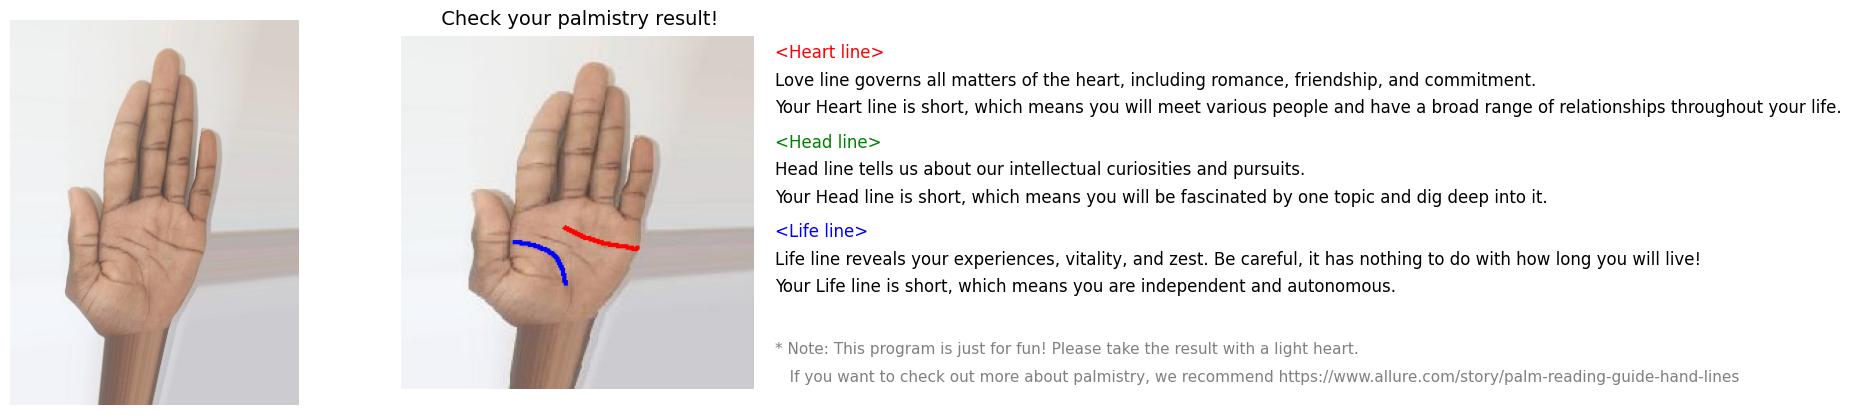 Check your palmistry result!
<Heart line>
Love line governs all matters of the heart, including romance, friendship, and commitment.
Your Heart line is short, which means you will meet various people and have a broad range of relationships throughout your life.
<Head line>
Head line tells us about our intellectual curiosities and pursuits.
Your Head line is short, which means you will be fascinated by one topic and dig deep into it.
<Life line>
Life line reveals your experiences, vitality, and zest. Be careful, it has nothing to do with how long you will live!
Your Life line is short, which means you are independent and autonomous.
* Note: This program is just for fun! Please take the result with a light heart.
If you want to check out more about palmistry, we recommend https://www.allure.com/story/palm-reading-guide-hand-lines